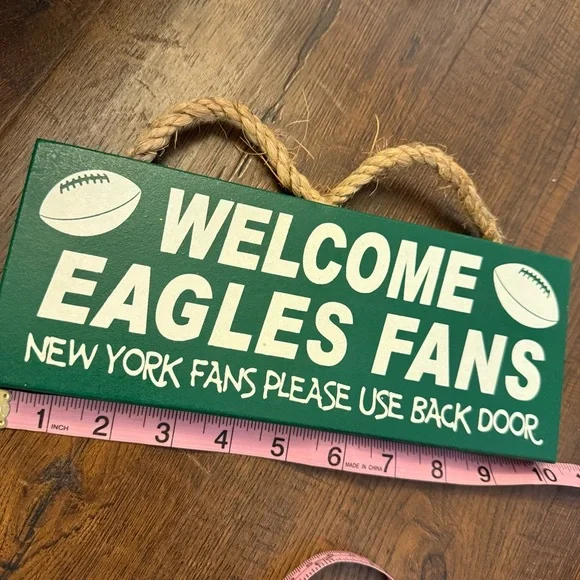 WELCOME
EAGLES FANS
NEW YORK FANS PLEASE USE BACK DOOR
1 INCH 2 3 4 5 6 MADE IN CHINA 7 8 9 10